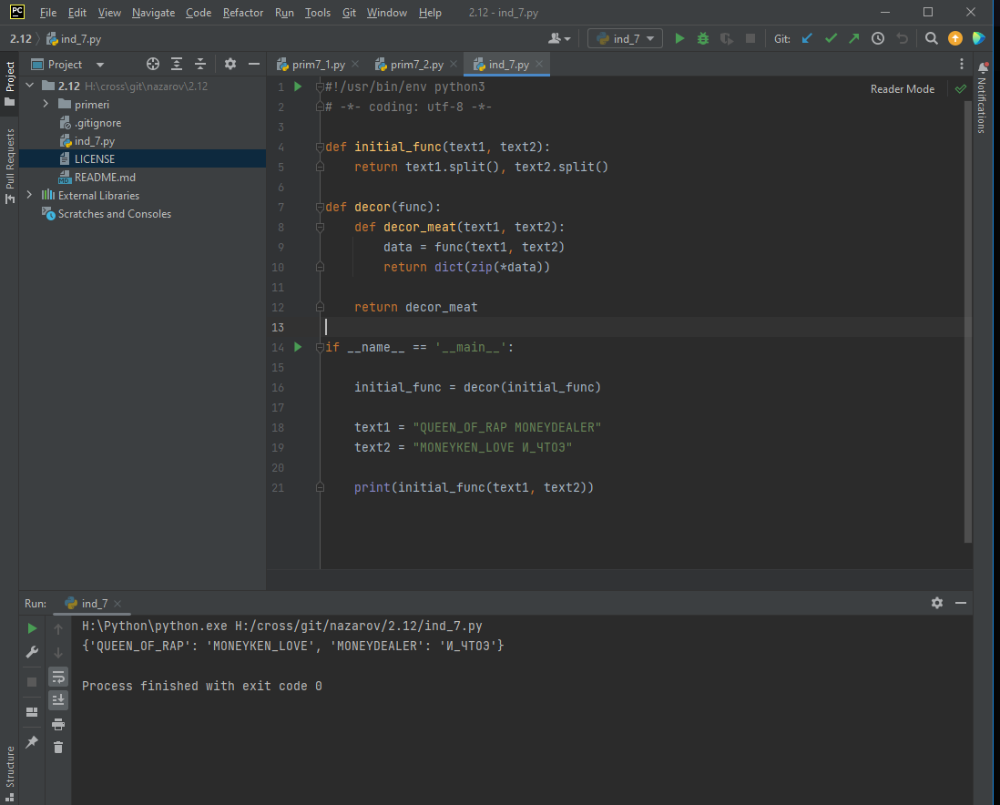 PC File Edit View Navigate Code Refactor Run Tools Git Window Help 2.12 - ind_7.py
2.12 ind_7.py ind_7 Git:
Project
Pull Requests
Structure
Notifications
Project
2.12 H:\cross\git\nazarov\2.12
primeri
.gitignore
ind_7.py
LICENSE
README.md
External Libraries
Scratches and Consoles
prim7_1.py prim7_2.py ind_7.py
Reader Mode
1 #!/usr/bin/env python3
2 # -*- coding: utf-8 -*-
3
4 def initial_func(text1, text2):
5     return text1.split(), text2.split()
6
7 def decor(func):
8     def decor_meat(text1, text2):
9         data = func(text1, text2)
10         return dict(zip(*data))
11
12     return decor_meat
13
14 if __name__ == '__main__':
15
16     initial_func = decor(initial_func)
17
18     text1 = "QUEEN_OF_RAP MONEYDEALER"
19     text2 = "MONEYKEN_LOVE И_ЧТОЭ"
20
21     print(initial_func(text1, text2))
Run: ind_7
H:\Python\python.exe H:/cross/git/nazarov/2.12/ind_7.py
{'QUEEN_OF_RAP': 'MONEYKEN_LOVE', 'MONEYDEALER': 'И_ЧТОЭ'}
Process finished with exit code 0